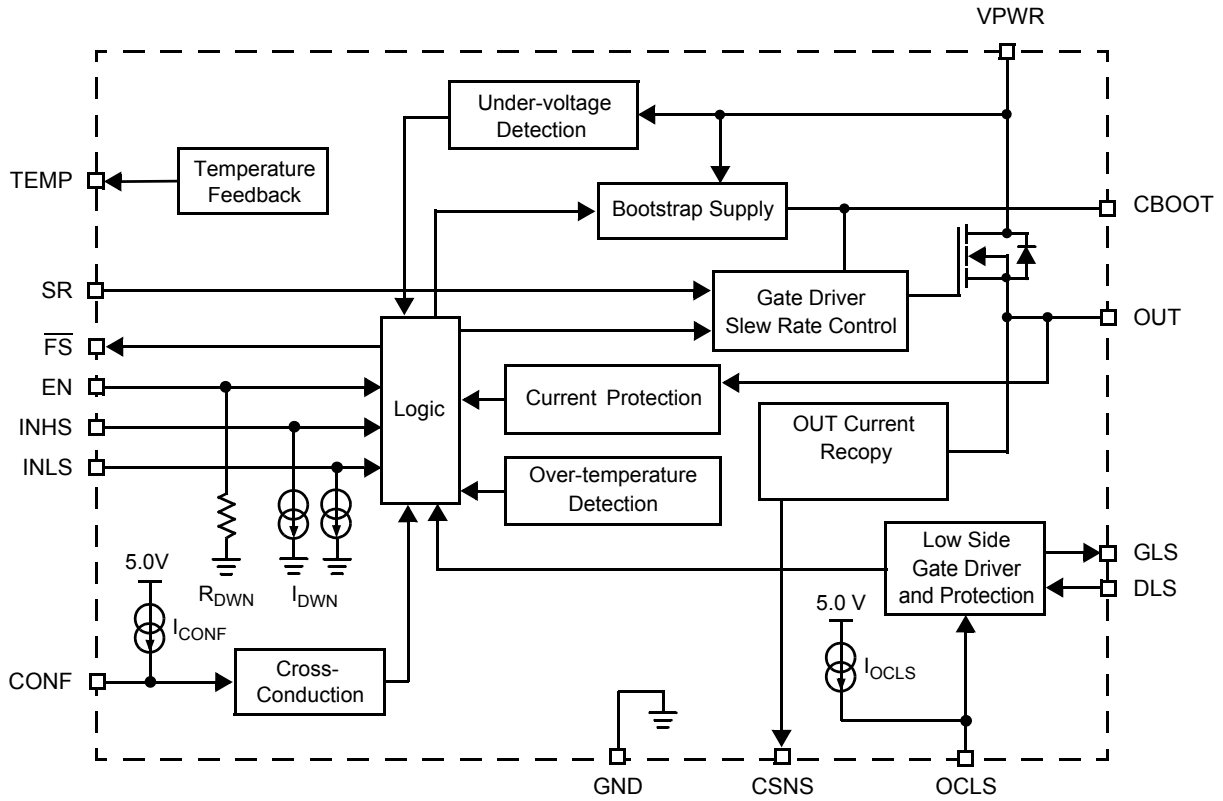 VPWR
Under-voltage
Detection
TEMP
Temperature
Feedback
Bootstrap Supply
CBOOT
SR
Gate Driver
Slew Rate Control
OUT
FS
EN
INHS
INLS
Logic
Current Protection
OUT Current
Recopy
Over-temperature
Detection
Low Side
Gate Driver
and Protection
GLS
DLS
5.0V
RDWN
IDWN
ICONF
5.0 V
IOCLS
CONF
Cross-
Conduction
GND
CSNS
OCLS